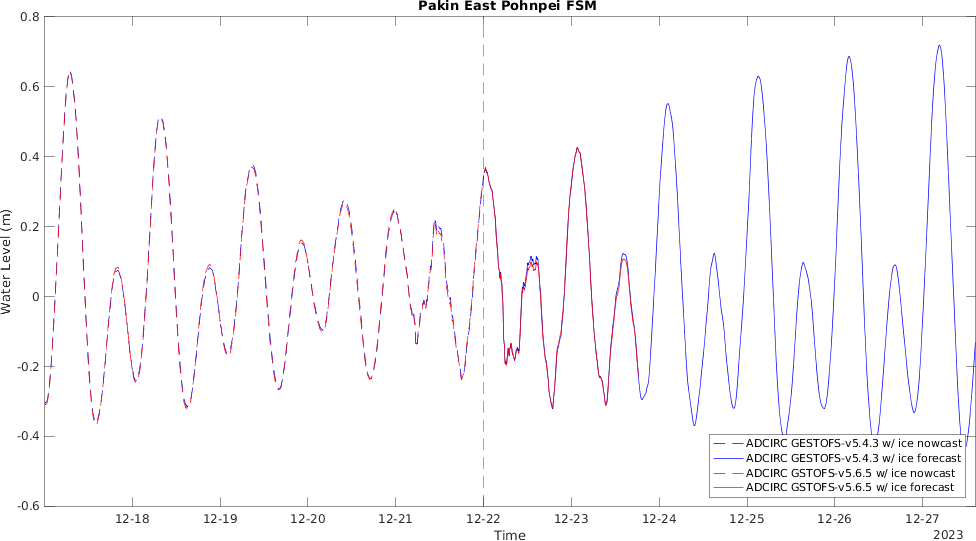 Pakin East Pohnpei FSM
0.8
0.6
0.4
0.2
0
-0.2
-0.4
-0.6
Water Level (m)
ADCIRC GESTOFS-v5.4.3 w/ ice nowcast
ADCIRC GESTOFS-v5.4.3 w/ ice forecast
ADCIRC GSTOFS-v5.6.5 w/ ice nowcast
ADCIRC GSTOFS-v5.6.5 w/ ice forecast
12-18 12-19 12-20 12-21 12-22 12-23 12-24 12-25 12-26 12-27
Time
2023